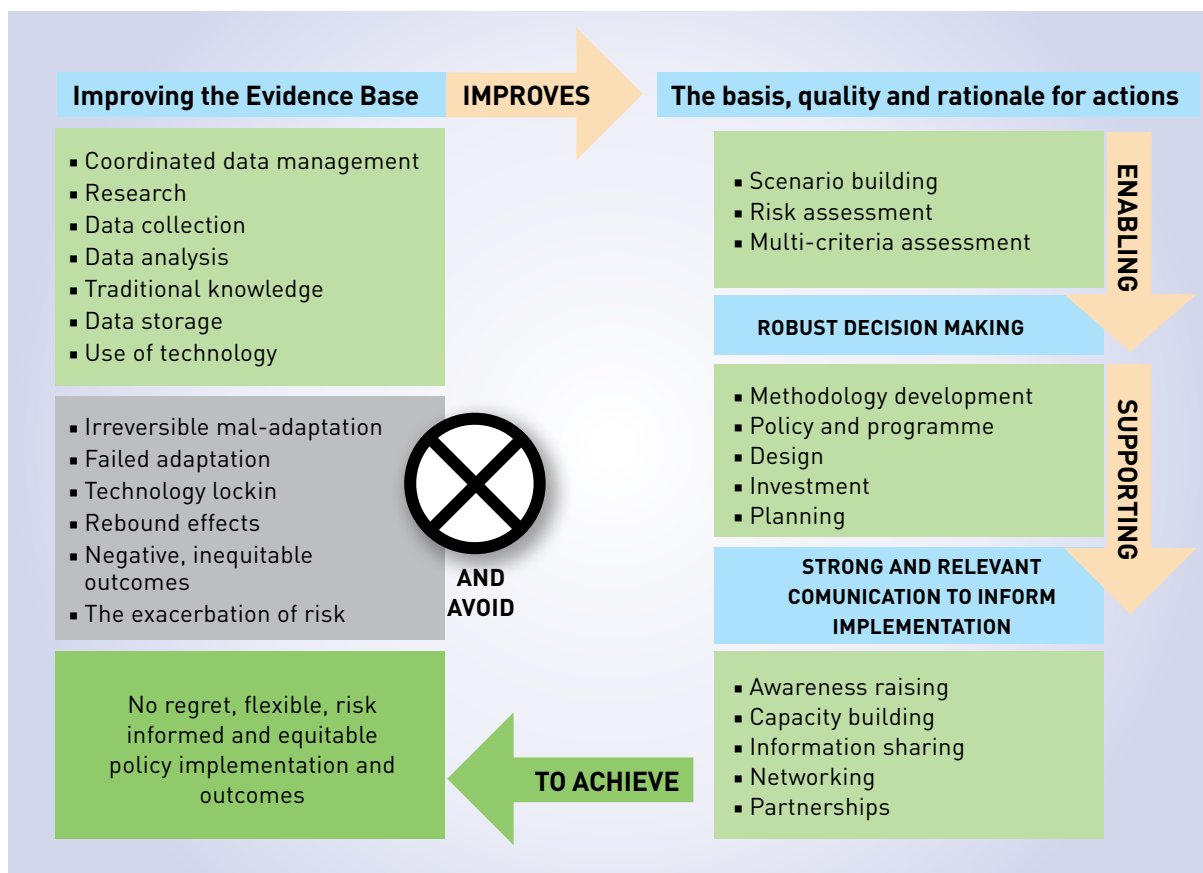 Improving the Evidence Base
IMPROVES
The basis, quality and rationale for actions
▪ Coordinated data management
▪ Research
▪ Data collection
▪ Data analysis
▪ Traditional knowledge
▪ Data storage
▪ Use of technology
▪ Scenario building
▪ Risk assessment
▪ Multi-criteria assessment
ENABLING
ROBUST DECISION MAKING
▪ Methodology development
▪ Policy and programme
▪ Design
▪ Investment
▪ Planning
SUPPORTING
STRONG AND RELEVANT
COMUNICATION TO INFORM
IMPLEMENTATION
▪ Awareness raising
▪ Capacity building
▪ Information sharing
▪ Networking
▪ Partnerships
TO ACHIEVE
No regret, flexible, risk
informed and equitable
policy implementation and
outcomes
AND
AVOID
▪ Irreversible mal-adaptation
▪ Failed adaptation
▪ Technology lockin
▪ Rebound effects
▪ Negative, inequitable
outcomes
▪ The exacerbation of risk